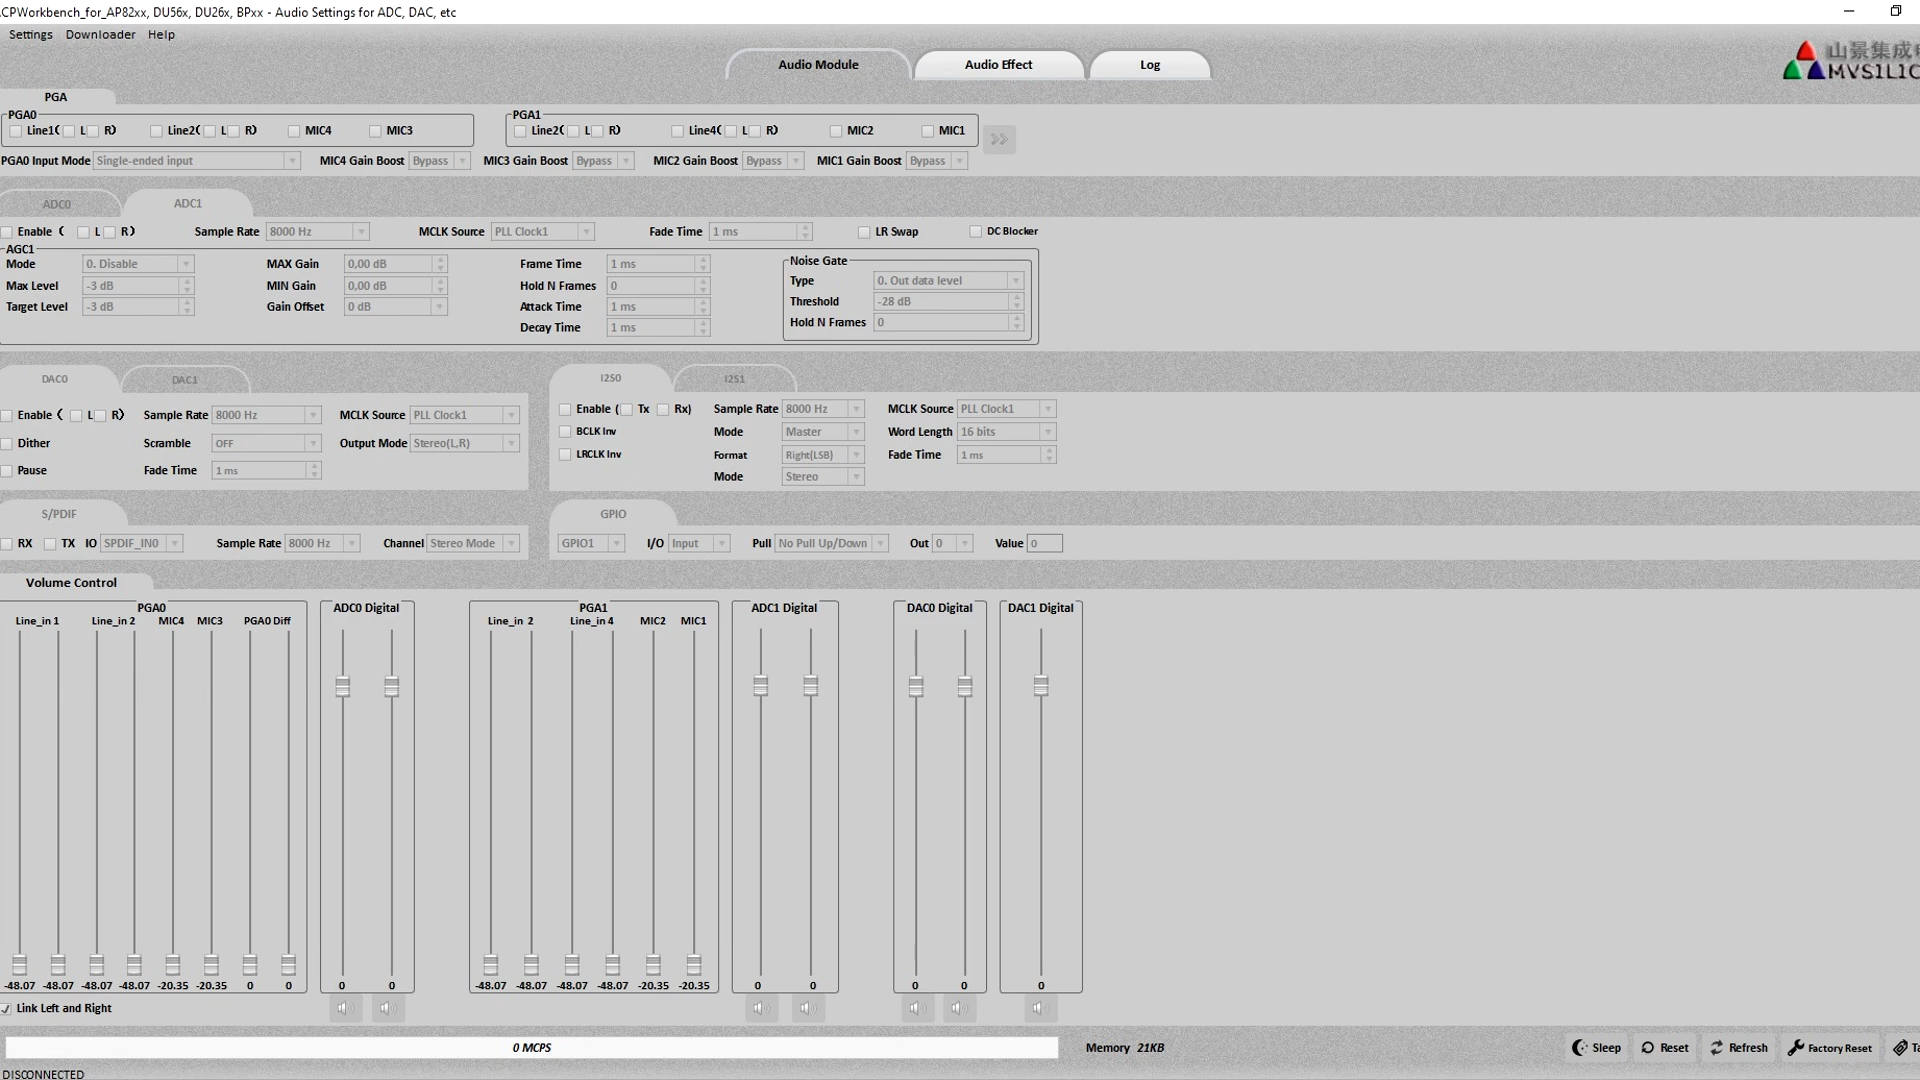 CPWorkbench_for_AP82xx, DU56x, DU26x, BPxx - Audio Settings for ADC, DAC, etc
Settings Downloader Help
Audio Module Audio Effect Log
山景集成
MVSILIC
PGA
PGA0 PGA1
Line1( L R) Line2( L R) MIC4 MIC3 Line2( L R) Line4( L R) MIC2 MIC1
PGA0 Input Mode Single-ended input MIC4 Gain Boost Bypass MIC3 Gain Boost Bypass MIC2 Gain Boost Bypass MIC1 Gain Boost Bypass
ADC0 ADC1
Enable ( L R) Sample Rate 8000 Hz MCLK Source PLL Clock1 Fade Time 1 ms LR Swap DC Blocker
AGC1
Mode 0. Disable MAX Gain 0,00 dB Frame Time 1 ms Noise Gate
Max Level -3 dB MIN Gain 0,00 dB Hold N Frames 0 Type 0. Out data level
Target Level -3 dB Gain Offset 0 dB Attack Time 1 ms Threshold -28 dB
Decay Time 1 ms Hold N Frames 0
DAC0 DAC1
Enable ( L R) Sample Rate 8000 Hz MCLK Source PLL Clock1
Dither Scramble OFF Output Mode Stereo(L,R)
Pause Fade Time 1 ms
I2S0 I2S1
Enable ( Tx Rx) Sample Rate 8000 Hz MCLK Source PLL Clock1
BCLK Inv Mode Master Word Length 16 bits
LRCLK Inv Format Right(LSB) Fade Time 1 ms
Mode Stereo
S/PDIF
RX TX IO SPDIF_IN0 Sample Rate 8000 Hz Channel Stereo Mode
GPIO
GPIO1 I/O Input Pull No Pull Up/Down Out 0 Value 0
Volume Control
PGA0 ADC0 Digital PGA1 ADC1 Digital DAC0 Digital DAC1 Digital
Line_in 1 Line_in 2 MIC4 MIC3 PGA0 Diff Line_in 2 Line_in 4 MIC2 MIC1
-48.07 -48.07 -48.07 -48.07 -20.35 -20.35 0 0 0 0 -48.07 -48.07 -48.07 -48.07 -20.35 -20.35 0 0 0 0 0
Link Left and Right
0 MCPS Memory 21KB Sleep Reset Refresh Factory Reset
DISCONNECTED